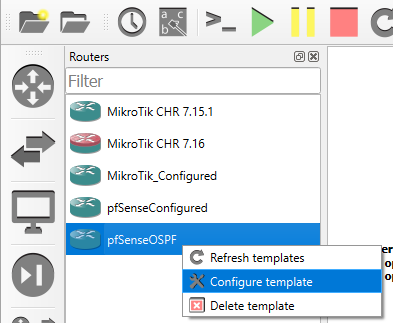 a c
b
Routers
Filter
MikroTik CHR 7.15.1
MikroTik CHR 7.16
MikroTik_Configured
pfSenseConfigured
pfSenseOSPF
Refresh templates
Configure template
Delete template